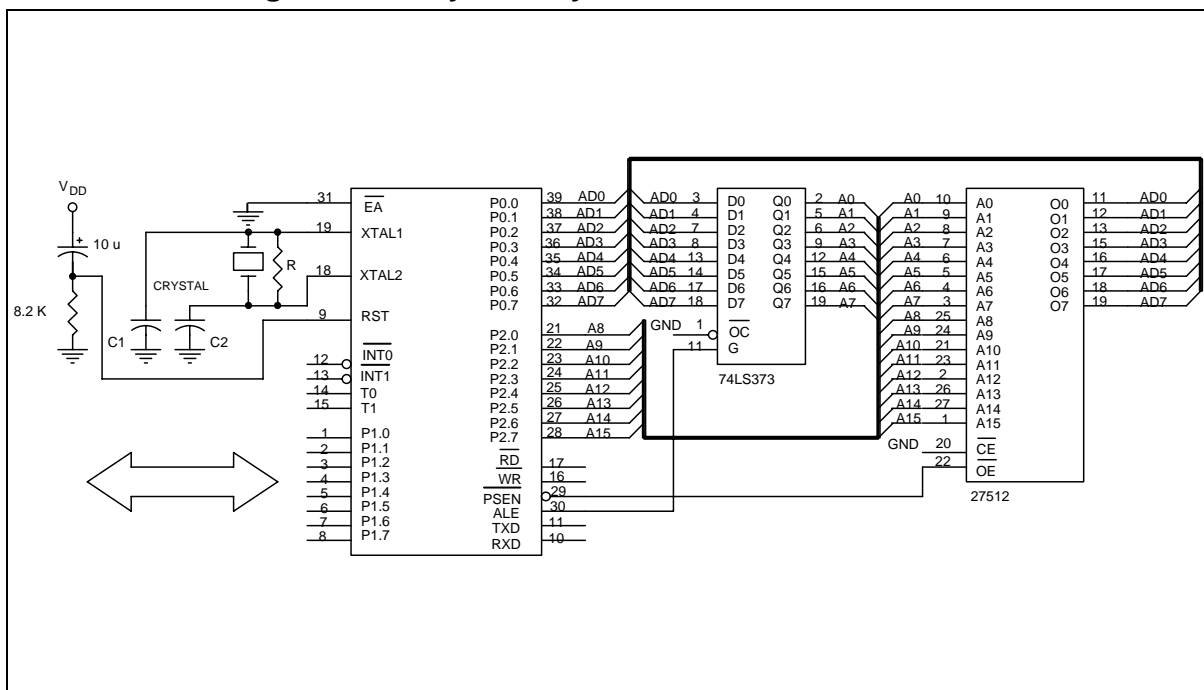 VDD
10 u
8.2 K
CRYSTAL
R
C1
C2
31 EA
19 XTAL1
18 XTAL2
9 RST
12 INT0
13 INT1
14 T0
15 T1
1 P1.0
2 P1.1
3 P1.2
4 P1.3
5 P1.4
6 P1.5
7 P1.6
8 P1.7
P0.0 39 AD0
P0.1 38 AD1
P0.2 37 AD2
P0.3 36 AD3
P0.4 35 AD4
P0.5 34 AD5
P0.6 33 AD6
P0.7 32 AD7
P2.0 21 A8
P2.1 22 A9
P2.2 23 A10
P2.3 24 A11
P2.4 25 A12
P2.5 26 A13
P2.6 27 A14
P2.7 28 A15
RD 17
WR 16
PSEN 29
ALE 30
TXD 11
RXD 10
AD0 3 D0 Q0 2 A0
AD1 4 D1 Q1 5 A1
AD2 7 D2 Q2 6 A2
AD3 8 D3 Q3 9 A3
AD4 13 D4 Q4 12 A4
AD5 14 D5 Q5 15 A5
AD6 17 D6 Q6 16 A6
AD7 18 D7 Q7 19 A7
GND 1 OC
11 G
74LS373
A0 10 A0 O0 11 AD0
A1 9 A1 O1 12 AD1
A2 8 A2 O2 13 AD2
A3 7 A3 O3 15 AD3
A4 6 A4 O4 16 AD4
A5 5 A5 O5 17 AD5
A6 4 A6 O6 18 AD6
A7 3 A7 O7 19 AD7
A8 25 A8
A9 24 A9
A10 21 A10
A11 23 A11
A12 2 A12
A13 26 A13
A14 27 A14
A15 1 A15
GND 20 CE
22 OE
27512